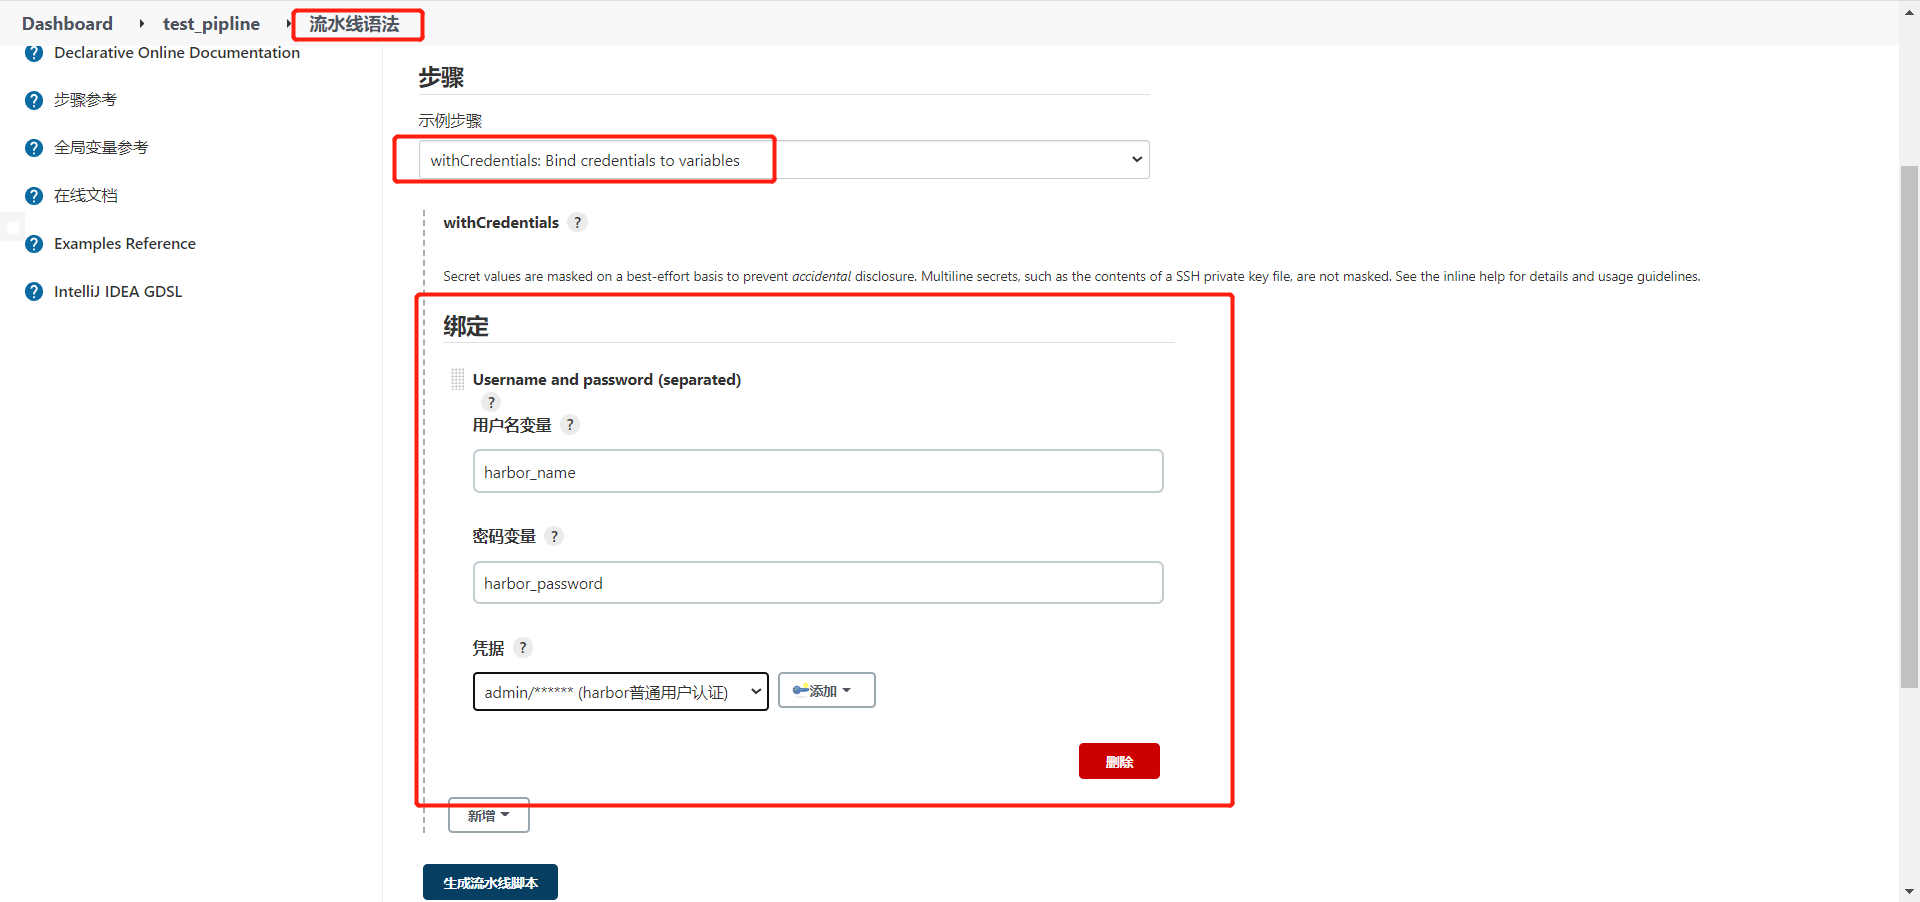 Dashboard
test_pipline
流水线语法
Declarative Online Documentation
步骤参考
全局变量参考
在线文档
Examples Reference
IntelliJ IDEA GDSL
步骤
示例步骤
withCredentials: Bind credentials to variables
withCredentials ?
Secret values are masked on a best-effort basis to prevent accidental disclosure. Multiline secrets, such as the contents of a SSH private key file, are not masked. See the inline help for details and usage guidelines.
绑定
Username and password (separated)
?
用户名变量 ?
harbor_name
密码变量 ?
harbor_password
凭据 ?
admin/****** (harbor普通用户认证)
添加
删除
新增
生成流水线脚本